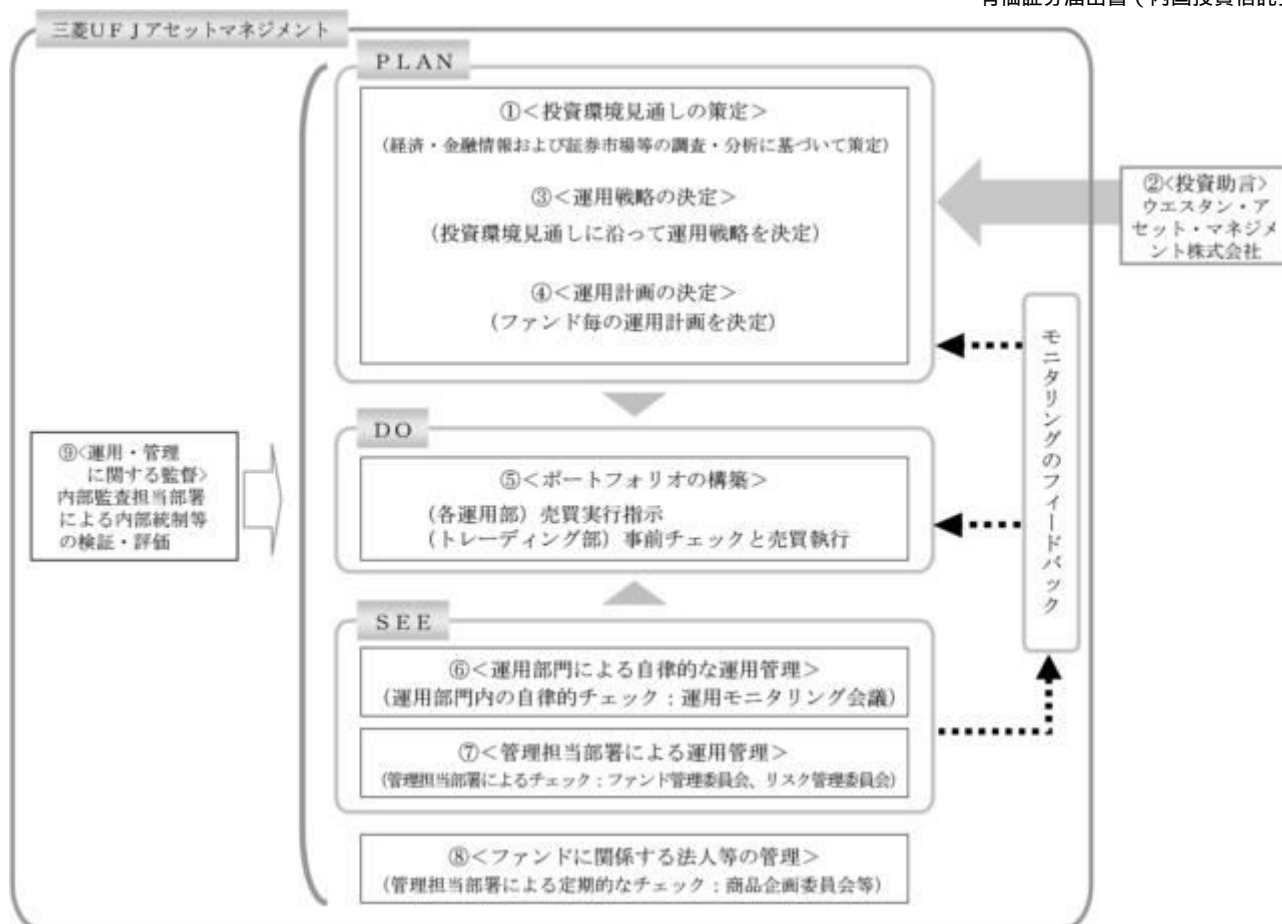 三菱UFJアセットマネジメント
PLAN
①<投資環境見通しの策定>
(経済・金融情報および証券市場等の調査・分析に基づいて策定)
③<運用戦略の決定>
(投資環境見通しに沿って運用戦略を決定)
④<運用計画の決定>
(ファンド毎の運用計画を決定)
②<投資助言>
ウエスタン・ア
セット・マネジメ
ント株式会社
モニタリングのフィードバック
DO
⑤<ポートフォリオの構築>
(各運用部)売買実行指示
(トレーディング部)事前チェックと売買執行
⑨<運用・管理
に関する監督>
内部監査担当部署
による内部統制等
の検証・評価
SEE
⑥<運用部門による自律的な運用管理>
(運用部門内の自律的チェック:運用モニタリング会議)
⑦<管理担当部署による運用管理>
(管理担当部署によるチェック:ファンド管理委員会、リスク管理委員会)
⑧<ファンドに関係する法人等の管理>
(管理担当部署による定期的なチェック:商品企画委員会等)